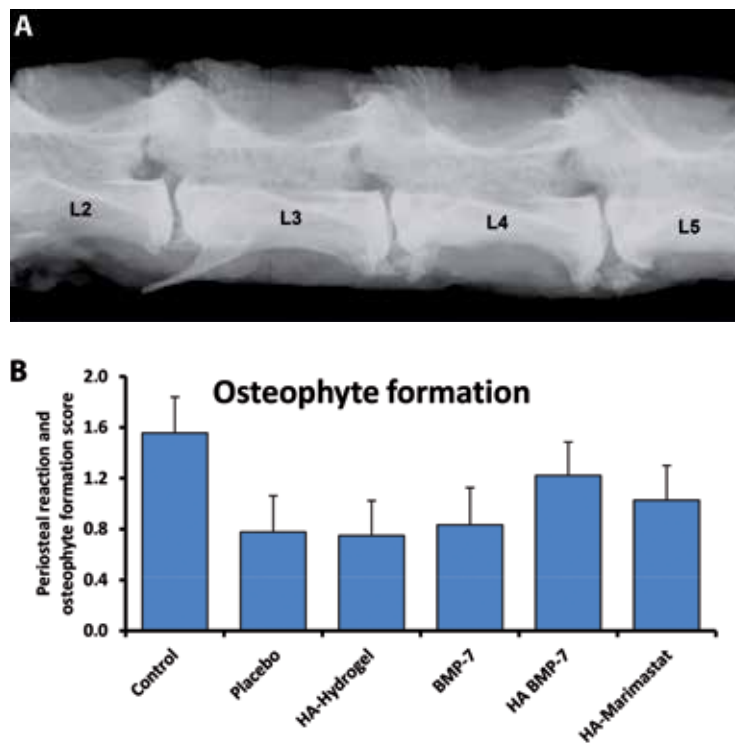 A
L2
L3
L4
L5
B
Osteophyte formation
Periosteal reaction and
osteophyte formation score
2.0
1.6
1.2
0.8
0.4
0.0
Control
Placebo
HA-Hydrogel
BMP-7
HA BMP-7
HA-Marimastat